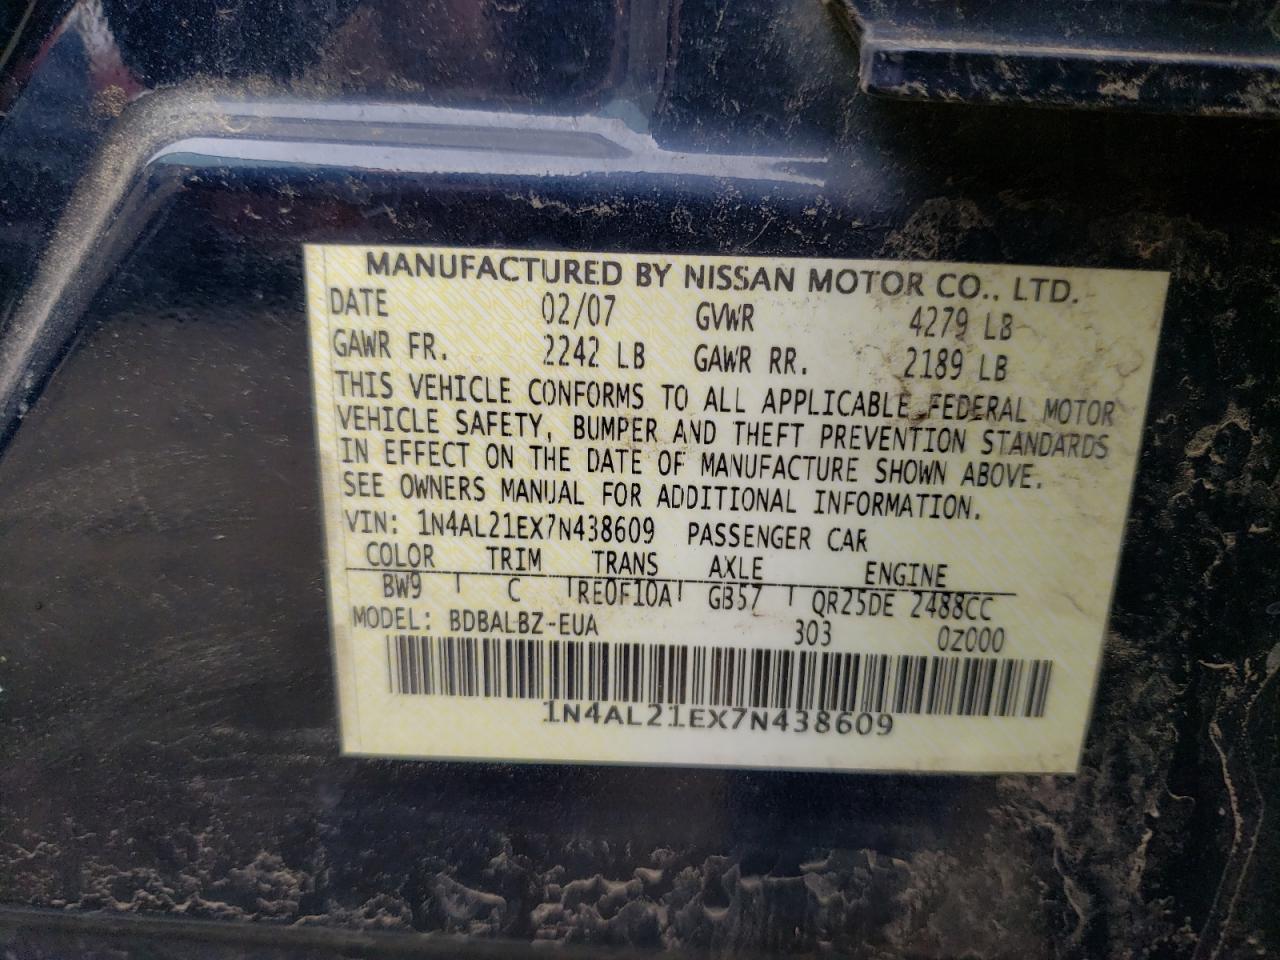 MANUFACTURED BY NISSAN MOTOR CO., LTD.
DATE 02/07 GVWR 4279 LB
GAWR FR. 2242 LB GAWR RR. 2189 LB
THIS VEHICLE CONFORMS TO ALL APPLICABLE FEDERAL MOTOR
VEHICLE SAFETY, BUMPER AND THEFT PREVENTION STANDARDS
IN EFFECT ON THE DATE OF MANUFACTURE SHOWN ABOVE.
SEE OWNERS MANUAL FOR ADDITIONAL INFORMATION.
VIN: 1N4AL21EX7N438609 PASSENGER CAR
COLOR TRIM TRANS AXLE ENGINE
BW9 C RE0F10A GB57 QR25DE 2488CC
MODEL: BDBALBZ-EUA 303 0Z000
1N4AL21EX7N438609